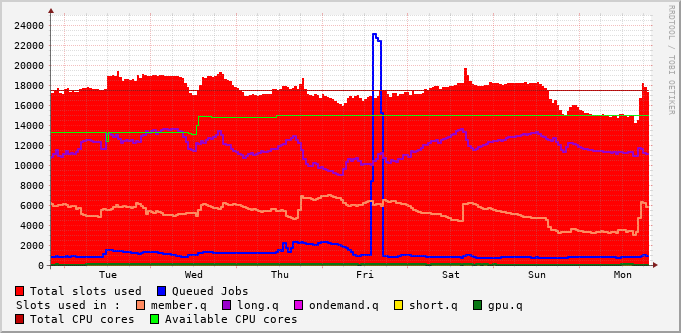 24000
22000
20000
18000
16000
14000
12000
10000
8000
6000
4000
2000
0
Tue Wed Thu Fri Sat Sun Mon
RRDTOOL / TOBI OETIKER
Total slots used Queued Jobs
Slots used in : member.q long.q ondemand.q short.q gpu.q
Total CPU cores Available CPU cores